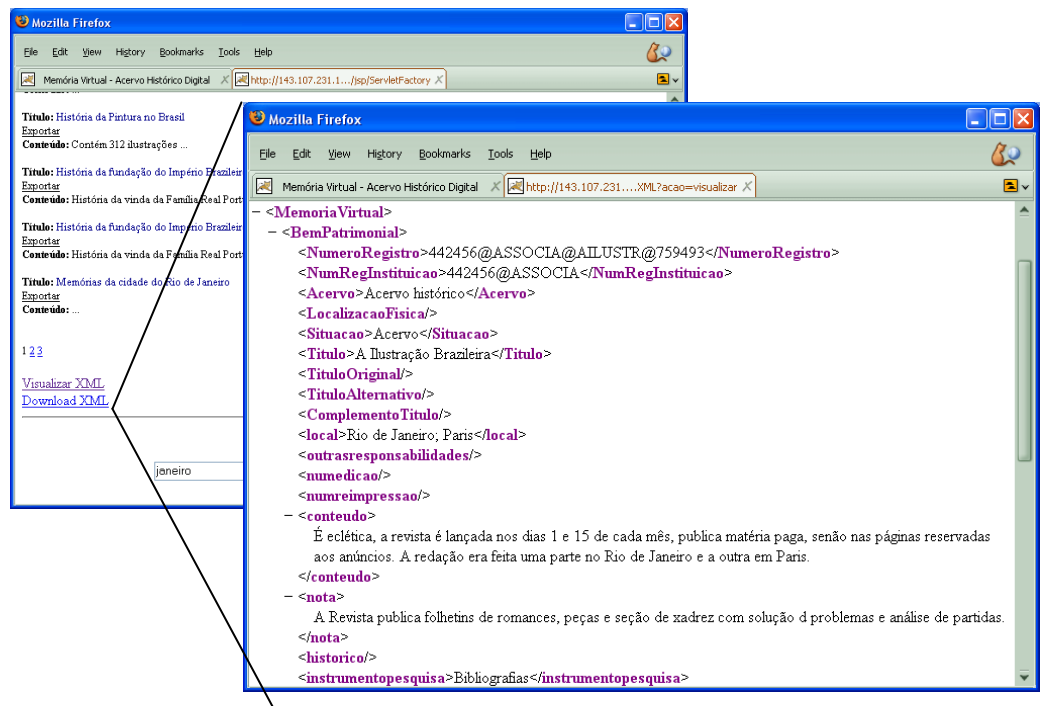 Mozilla Firefox
File Edit View History Bookmarks Tools Help
Memória Virtual - Acervo Histórico Digital http://143.107.231.1.../jsp/ServletFactory
Título: História da Pintura no Brasil
Exportar
Conteúdo: Contém 312 ilustrações ...
Título: História da fundação do Império Brazileir
Exportar
Conteúdo: História da vinda da Família Real Port
Título: História da fundação do Império Brazileir
Exportar
Conteúdo: História da vinda da Família Real Port
Título: Memórias da cidade do Rio de Janeiro
Exportar
Conteúdo: ...
1 2 3
Visualizar XML
Download XML
janeiro
Mozilla Firefox
File Edit View History Bookmarks Tools Help
Memória Virtual - Acervo Histórico Digital http://143.107.231....XML?acao=visualizar
− <MemoriaVirtual>
− <BemPatrimonial>
<NumeroRegistro>442456@ASSOCIA@AILUSTR@759493</NumeroRegistro>
<NumRegInstituicao>442456@ASSOCIA</NumRegInstituicao>
<Acervo>Acervo histórico</Acervo>
<LocalizacaoFisica/>
<Situacao>Acervo</Situacao>
<Titulo>A Ilustração Brazileira</Titulo>
<TituloOriginal/>
<TituloAlternativo/>
<ComplementoTitulo/>
<local>Rio de Janeiro; Paris</local>
<outrasresponsabilidades/>
<numedicao/>
<numreimpressao/>
− <conteudo>
É eclética, a revista é lançada nos dias 1 e 15 de cada mês, publica matéria paga, senão nas páginas reservadas
aos anúncios. A redação era feita uma parte no Rio de Janeiro e a outra em Paris.
</conteudo>
− <nota>
A Revista publica folhetins de romances, peças e seção de xadrez com solução d problemas e análise de partidas.
</nota>
<historico/>
<instrumentopesquisa>Bibliografias</instrumentopesquisa>